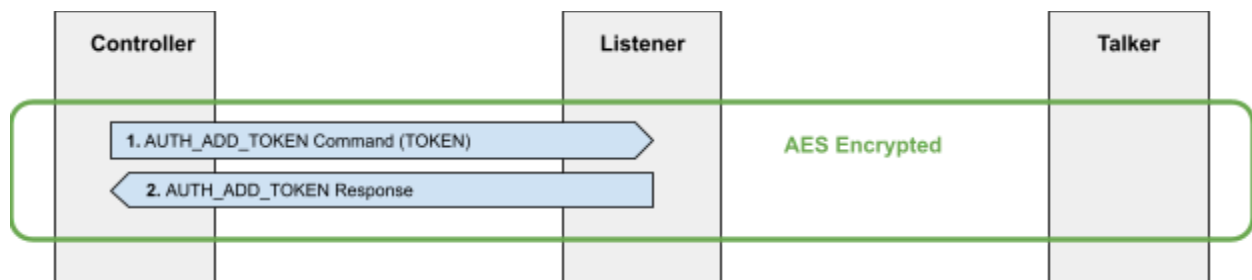 Controller
Listener
Talker
1. AUTH_ADD_TOKEN Command (TOKEN)
AES Encrypted
2. AUTH_ADD_TOKEN Response